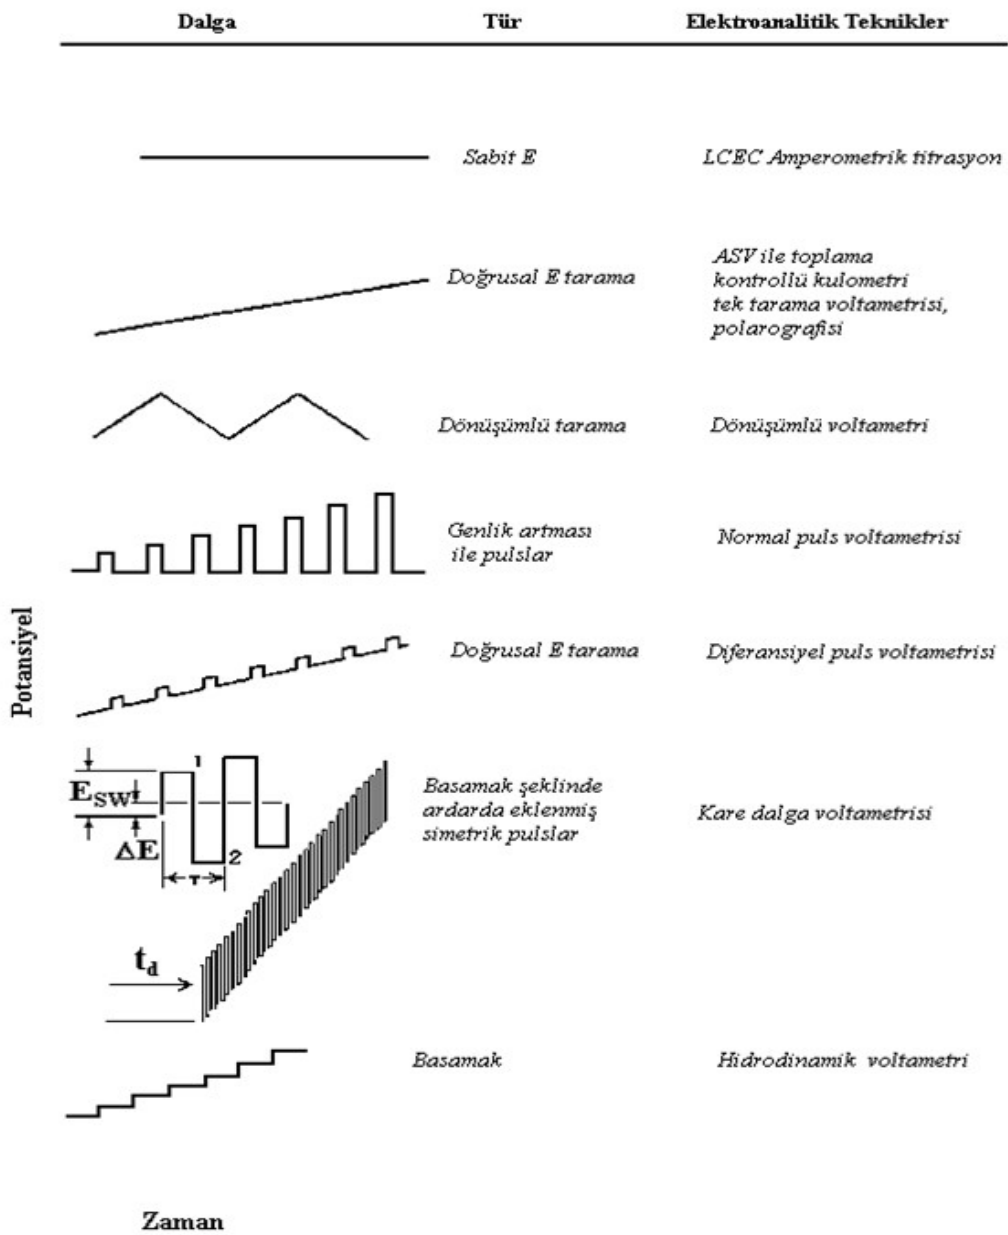 Dalga Tür Elektroanalitik Teknikler
Sabit E LCEC Amperometrik titrasyon
Doğrusal E tarama ASV ile toplama
kontrollü kulometri
tek tarama voltametrisi,
polarografisi
Dönüşümlü tarama Dönüşümlü voltametri
Genlik artması
ile pulslar
Normal puls voltametrisi
Potansiyel
Doğrusal E tarama Diferansiyel puls voltametrisi
1
E SW
ΔE
2
τ
t d
Basamak şeklinde
ardarda eklenmiş
simetrik pulslar
Kare dalga voltametrisi
Basamak Hidrodinamik voltametri
Zaman